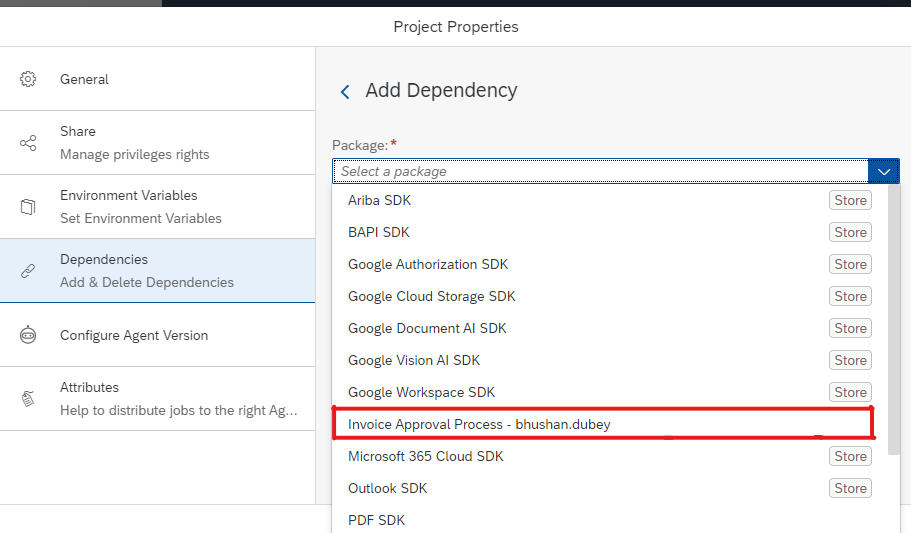 Project Properties
General
Share
Manage privileges rights
Environment Variables
Set Environment Variables
Dependencies
Add & Delete Dependencies
Configure Agent Version
Attributes
Help to distribute jobs to the right Ag...
Add Dependency
Package:*
Select a package
Ariba SDK Store
BAPI SDK Store
Google Authorization SDK Store
Google Cloud Storage SDK Store
Google Document AI SDK Store
Google Vision AI SDK Store
Google Workspace SDK Store
Invoice Approval Process - bhushan.dubey
Microsoft 365 Cloud SDK Store
Outlook SDK Store
PDF SDK